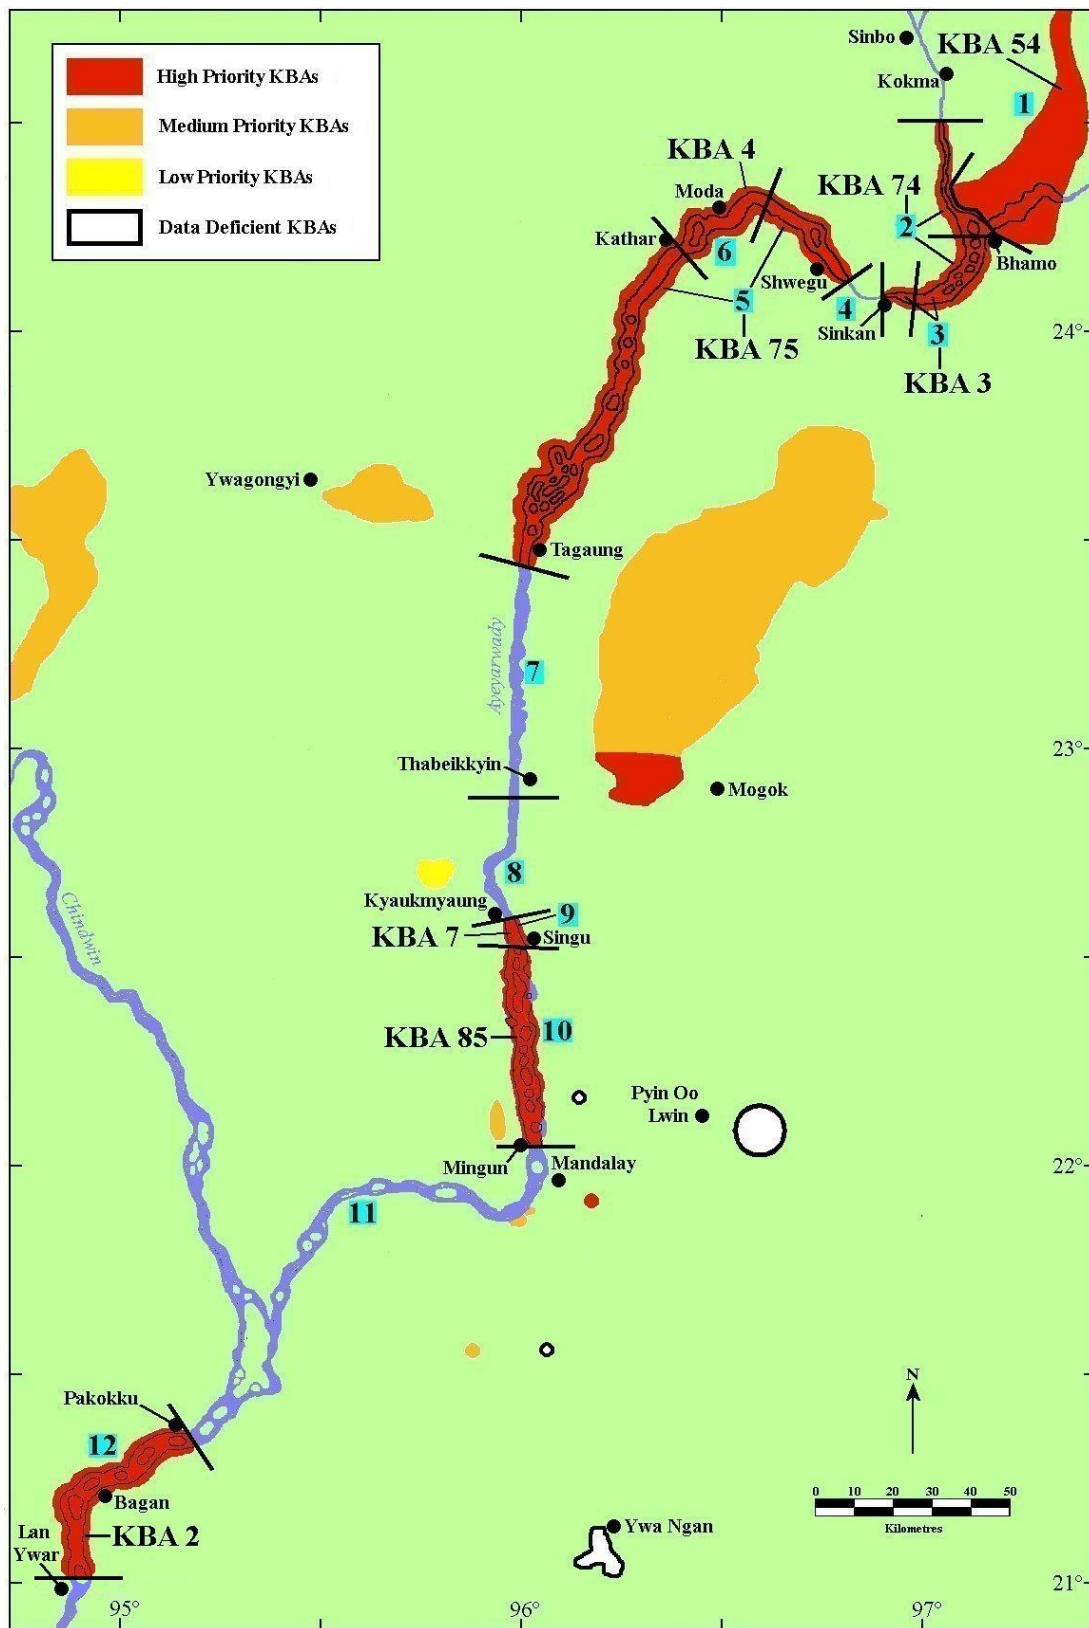 High Priority KBAs
Medium Priority KBAs
Low Priority KBAs
Data Deficient KBAs
Sinbo
KBA 54
Kokma
1
KBA 4
Moda
KBA 74
2
Kathar
6
Bhamo
Shwegu
5
4
Sinkan
3
24°
KBA 75
KBA 3
Ywagongyi
Tagaung
Ayeyarwady
7
23°
Thabeikkyin
Mogok
8
Kyaukmyaung
9
KBA 7
Singu
Chindwin
KBA 85
10
Pyin Oo
Lwin
Mingun
Mandalay
22°
11
N
Pakokku
12
Bagan
0 10 20 30 40 50
Kilometres
Lan
Ywar
KBA 2
Ywa Ngan
21°
95°
96°
97°